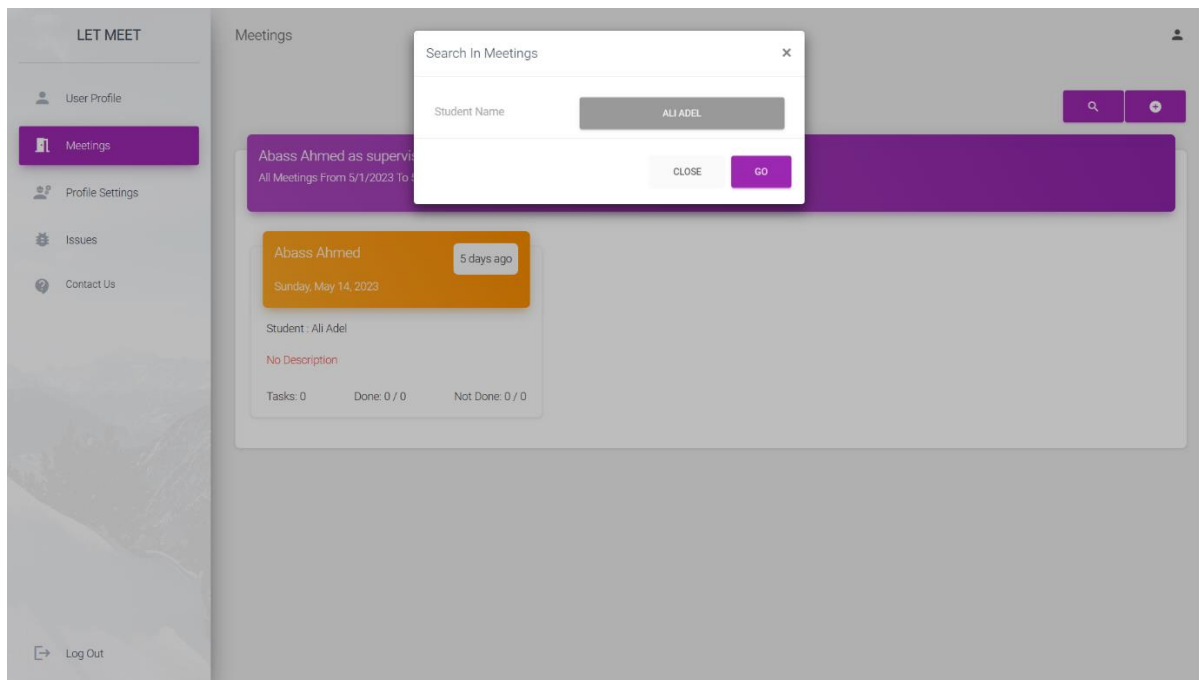 LET MEET
User Profile
Meetings
Profile Settings
Issues
Contact Us
Log Out
Meetings
Search In Meetings
×
Student Name
ALI ADEL
CLOSE
GO
Abass Ahmed as
All Meetings From 5/1/2023 To
Abass Ahmed
5 days ago
Sunday, May 14, 2023
Student : Ali Adel
No Description
Tasks: 0 Done: 0 / 0 Not Done: 0 / 0